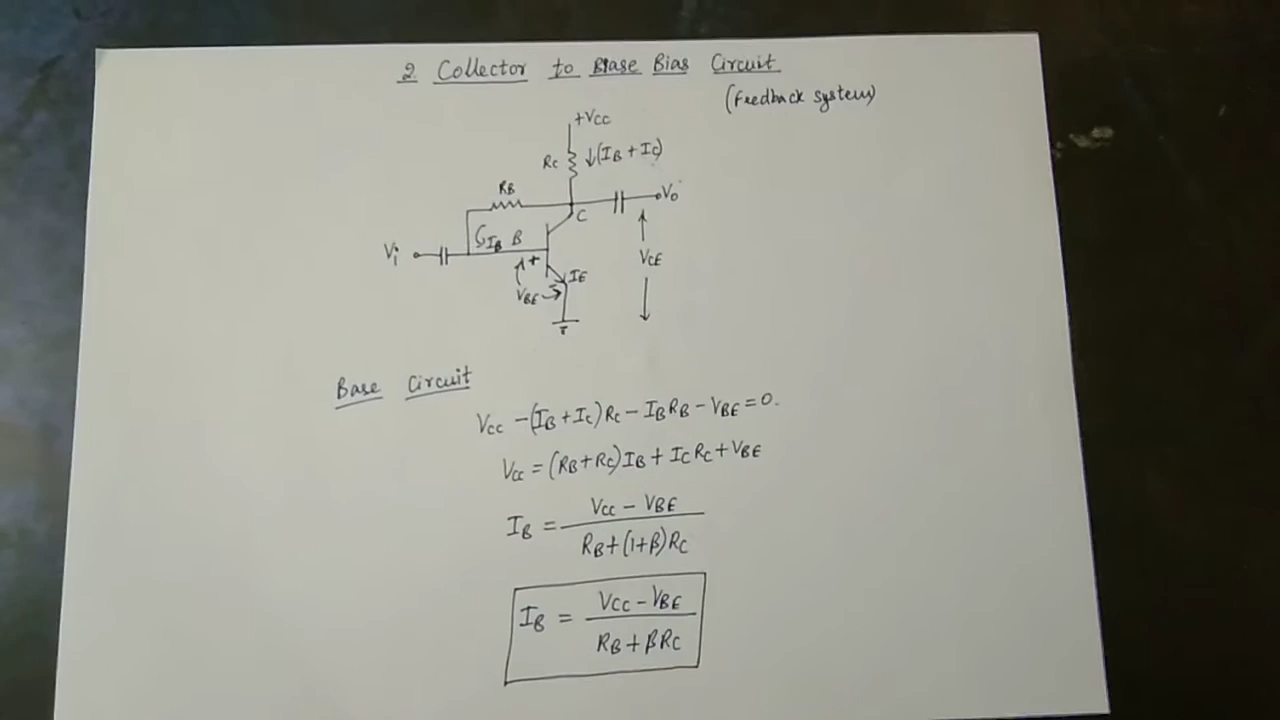 2 Collector to Base Bias Circuit
(Feedback system)
+VCC
RC ↓(IB + IC)
RB
C
Vo
IB B
Vi
+
VCE
IE
VBE
Base Circuit
VCC - (IB + IC)RC - IBRB - VBE = 0.
VCC = (RB + RC)IB + ICRC + VBE
IB = VCC - VBE / RB + (1+β)RC
IB = VCC - VBE / RB + βRC